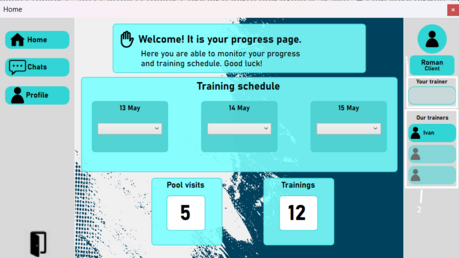 Home
Home
Chats
Profile
Welcome! It is your progress page.
Here you are able to monitor your progress
and training schedule. Good luck!
Training schedule
13 May
14 May
15 May
Pool visits
5
Trainings
12
Roman
Client
Your trainer
Our trainers
Ivan
2